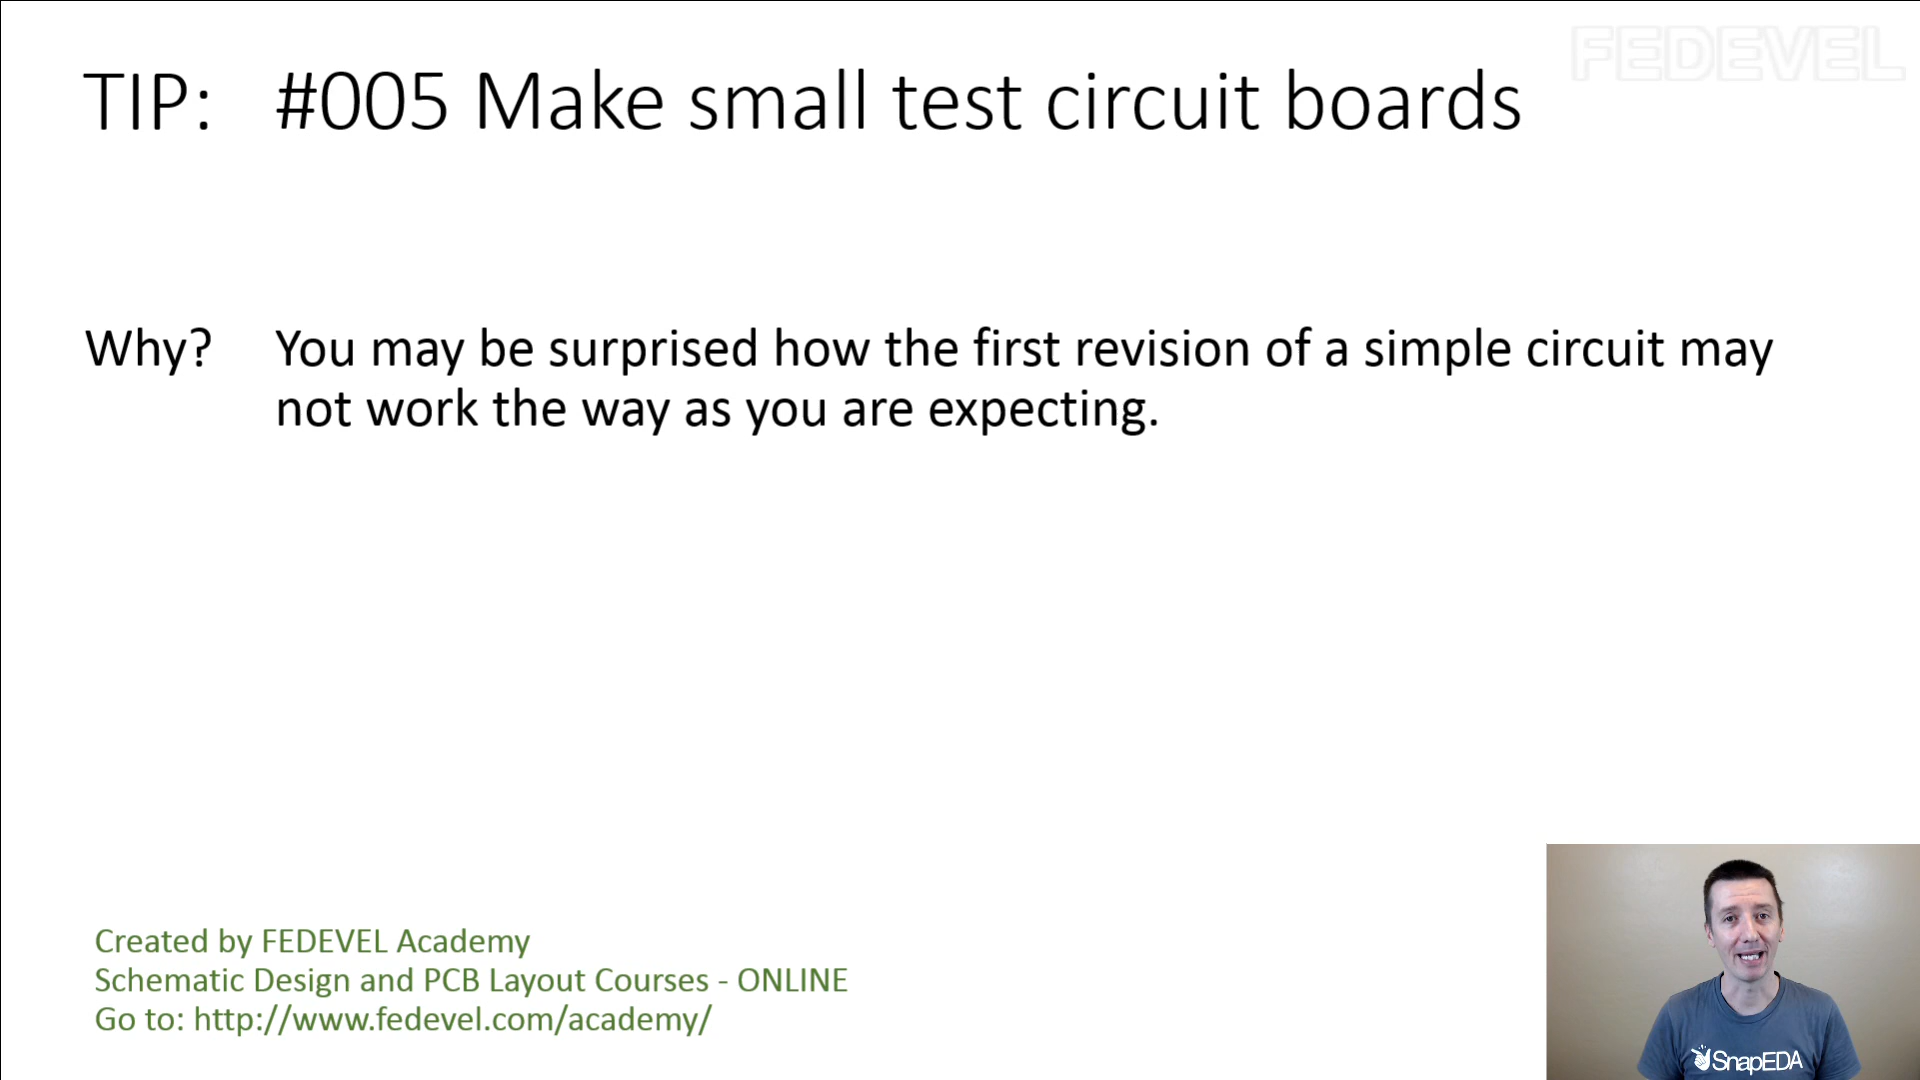 FEDEVEL
TIP: #005 Make small test circuit boards
Why? You may be surprised how the first revision of a simple circuit may
not work the way as you are expecting.
Created by FEDEVEL Academy
Schematic Design and PCB Layout Courses - ONLINE
Go to: http://www.fedevel.com/academy/
SnapEDA